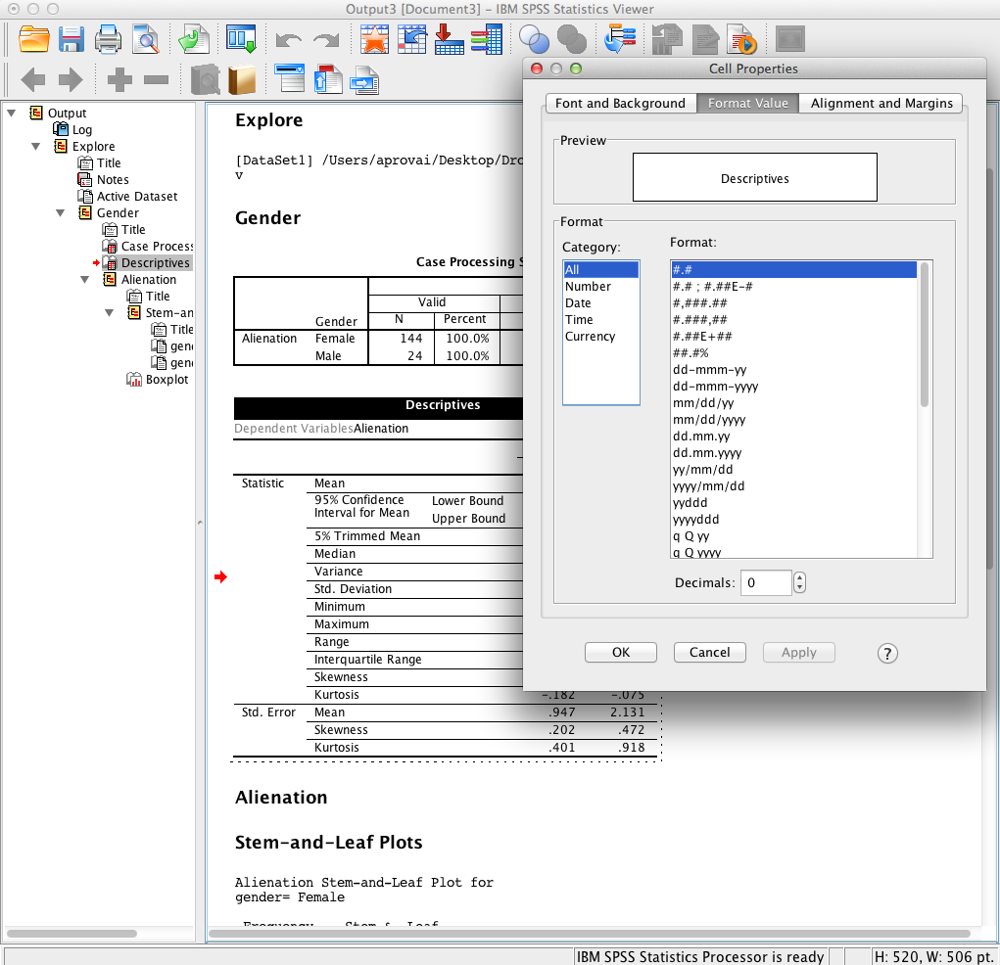 Output3 [Document3] – IBM SPSS Statistics Viewer
Output
Log
Explore
Title
Notes
Active Dataset
Gender
Title
Case Process
Descriptives
Alienation
Title
Stem-an
Title
gen
gen
Boxplot
Explore
[DataSet1] /Users/aprovai/Desktop/Dro
v
Gender
Case Processing S
Valid
Gender N Percent
Alienation Female 144 100.0%
Male 24 100.0%
Descriptives
Dependent VariablesAlienation
Statistic Mean
95% Confidence Interval for Mean Lower Bound
Upper Bound
5% Trimmed Mean
Median
Variance
Std. Deviation
Minimum
Maximum
Range
Interquartile Range
Skewness
Kurtosis -.182 -.075
Std. Error Mean .947 2.131
Skewness .202 .472
Kurtosis .401 .918
Alienation
Stem-and-Leaf Plots
Alienation Stem-and-Leaf Plot for
gender= Female
Frequency Stem & Leaf
Cell Properties
Font and Background Format Value Alignment and Margins
Preview
Descriptives
Format
Category:
All
Number
Date
Time
Currency
Format:
#.#
#.# ; #.##E-#
#,###.##
#.###,##
#.##E+##
##.#%
dd-mmm-yy
dd-mmm-yyyy
mm/dd/yy
mm/dd/yyyy
dd.mm.yy
dd.mm.yyyy
yy/mm/dd
yyyy/mm/dd
yyddd
yyyyddd
q Q yy
q Q yyyy
Decimals: 0
OK Cancel Apply ?
IBM SPSS Statistics Processor is ready H: 520, W: 506 pt.